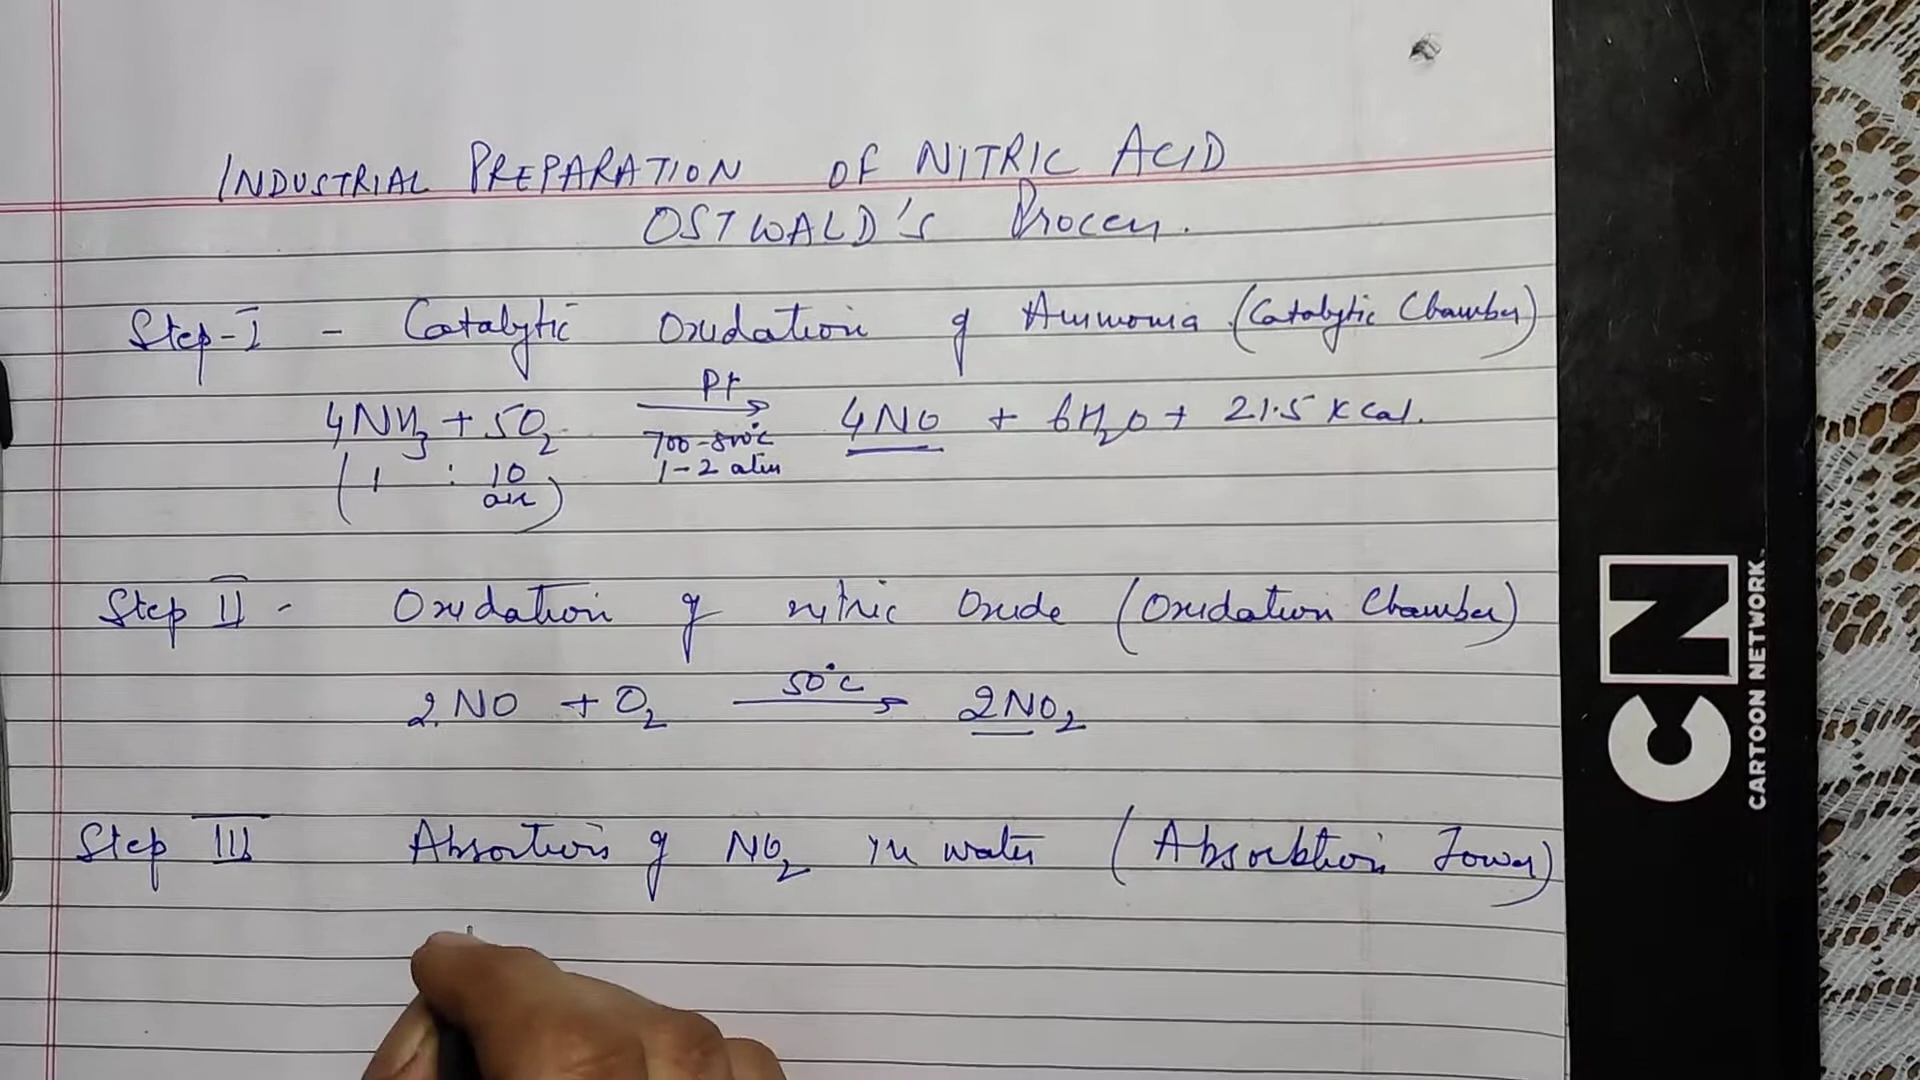 INDUSTRIAL PREPARATION OF NITRIC ACID
OSTWALD'S Process.
Step-I - Catalytic Oxidation of Ammonia (Catalytic Chamber)
Pt
4NH₃ + 5O₂ → 4NO + 6H₂O + 21.5 K Cal.
700-800°C
1-2 atm
(1 : 10
air)
Step II - Oxidation of nitric Oxide (Oxidation Chamber)
50°C
2NO + O₂ → 2NO₂
Step III Absortion of NO₂ in water (Absorbtion Tower)
CN
CARTOON NETWORK